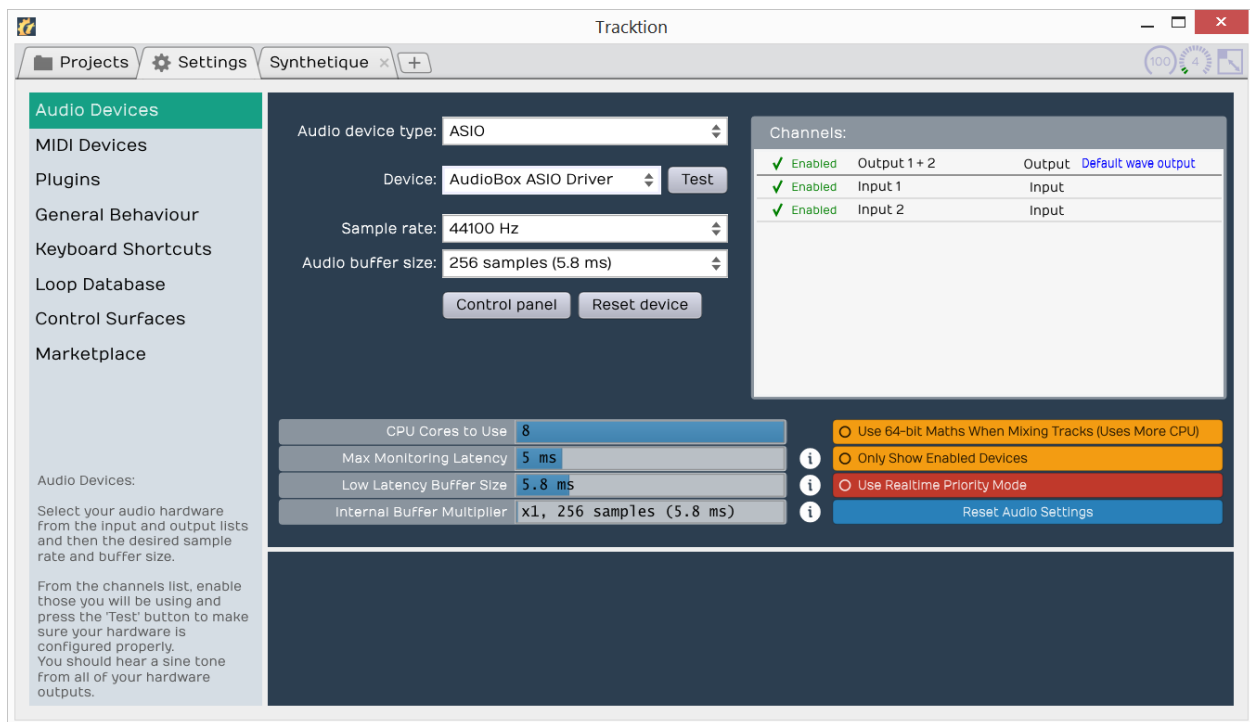 Tracktion
Projects Settings Synthetique × +
100 4
Audio Devices
MIDI Devices
Plugins
General Behaviour
Keyboard Shortcuts
Loop Database
Control Surfaces
Marketplace
Audio Devices:
Select your audio hardware
from the input and output lists
and then the desired sample
rate and buffer size.
From the channels list, enable
those you will be using and
press the 'Test' button to make
sure your hardware is
configured properly.
You should hear a sine tone
from all of your hardware
outputs.
Audio device type: ASIO
Device: AudioBox ASIO Driver Test
Sample rate: 44100 Hz
Audio buffer size: 256 samples (5.8 ms)
Control panel Reset device
Channels:
Enabled Output 1 + 2 Output Default wave output
Enabled Input 1 Input
Enabled Input 2 Input
CPU Cores to Use 8
Max Monitoring Latency 5 ms
Low Latency Buffer Size 5.8 ms
Internal Buffer Multiplier x1, 256 samples (5.8 ms)
Use 64-bit Maths When Mixing Tracks (Uses More CPU)
Only Show Enabled Devices
Use Realtime Priority Mode
Reset Audio Settings